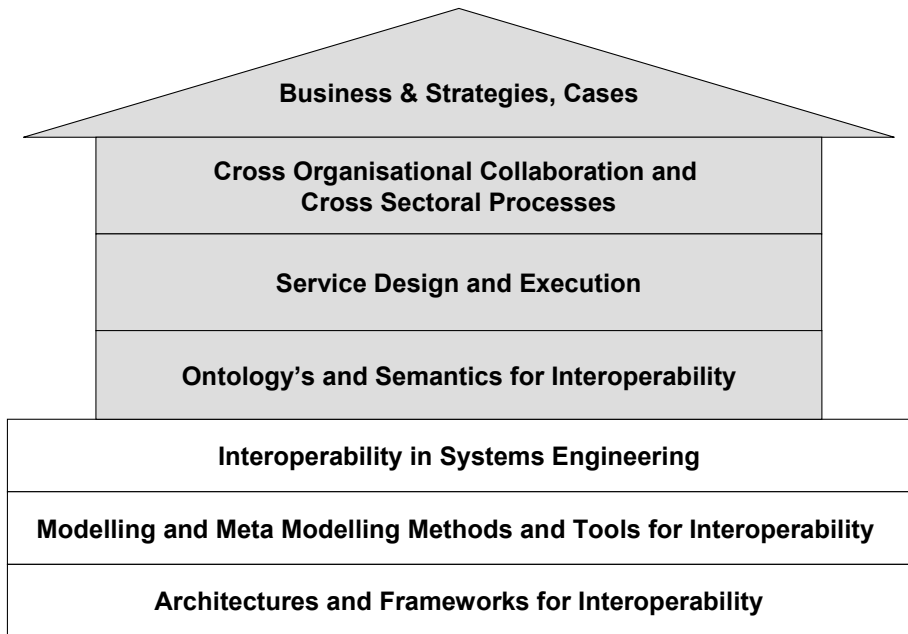 Business & Strategies, Cases
Cross Organisational Collaboration and
Cross Sectoral Processes
Service Design and Execution
Ontology’s and Semantics for Interoperability
Interoperability in Systems Engineering
Modelling and Meta Modelling Methods and Tools for Interoperability
Architectures and Frameworks for Interoperability